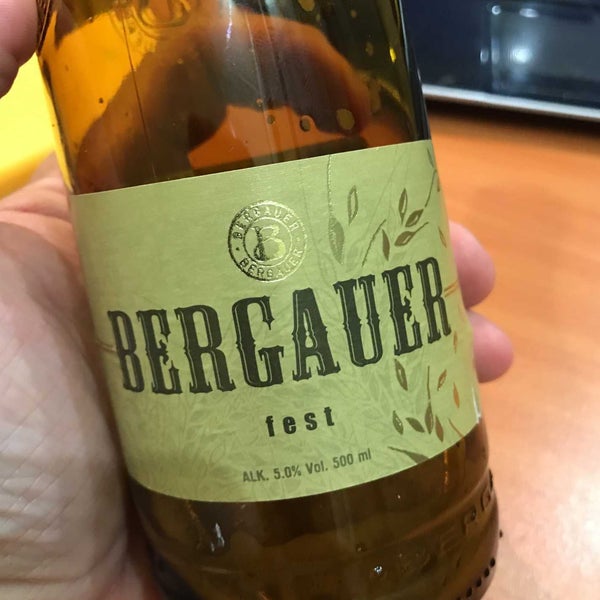 BERGAUER
B
BERGAUER
BERGAUER
fest
ALK. 5.0% Vol. 500 ml